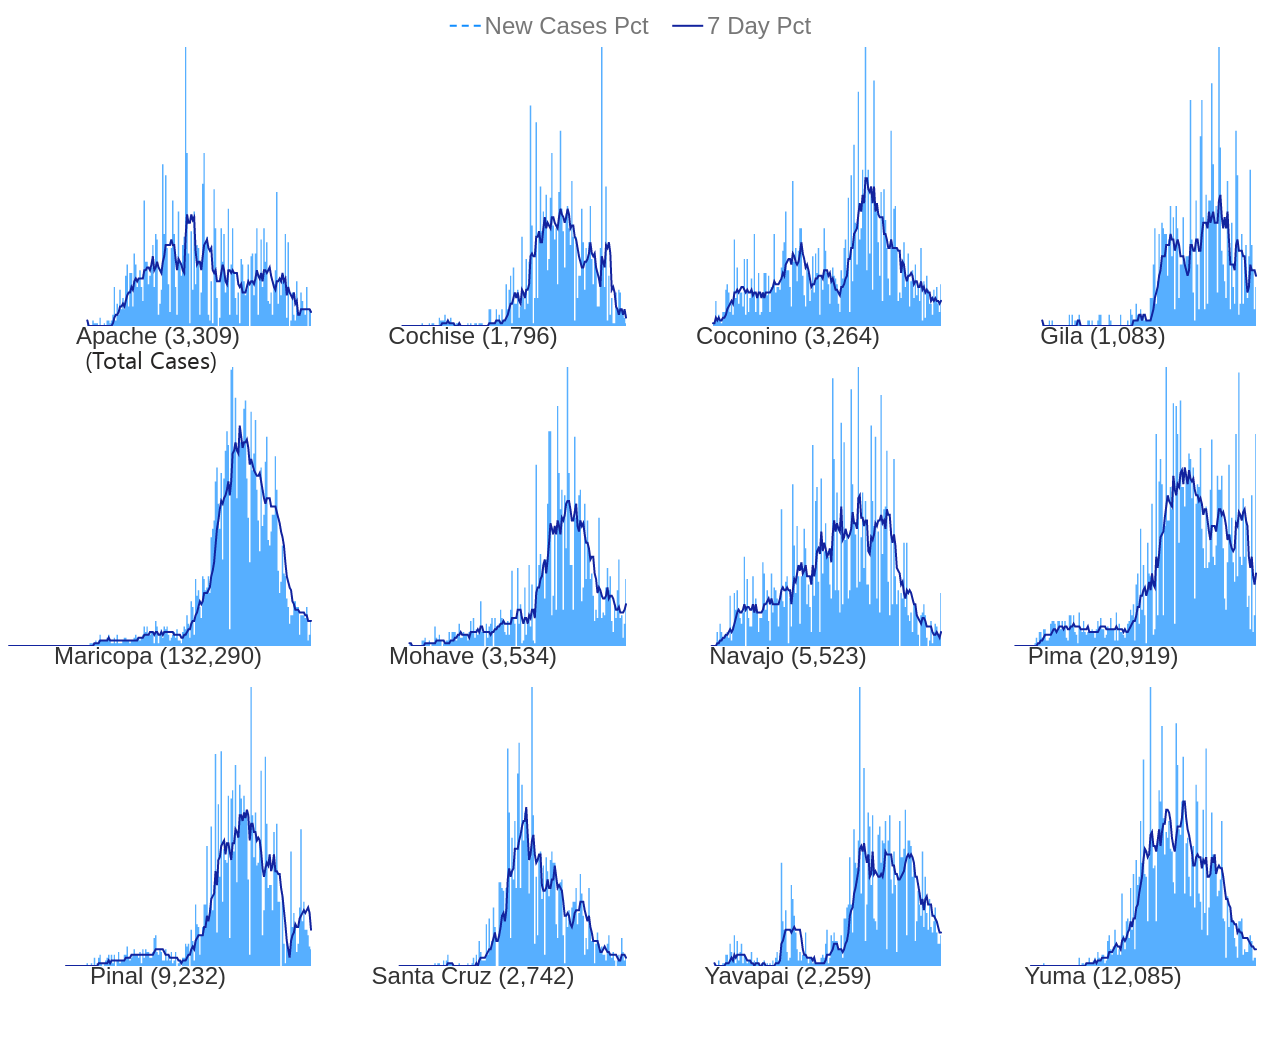 New Cases Pct 7 Day Pct
Apache (3,309) Cochise (1,796) Coconino (3,264) Gila (1,083)
(Total Cases)
Maricopa (132,290) Mohave (3,534) Navajo (5,523) Pima (20,919)
Pinal (9,232) Santa Cruz (2,742) Yavapai (2,259) Yuma (12,085)